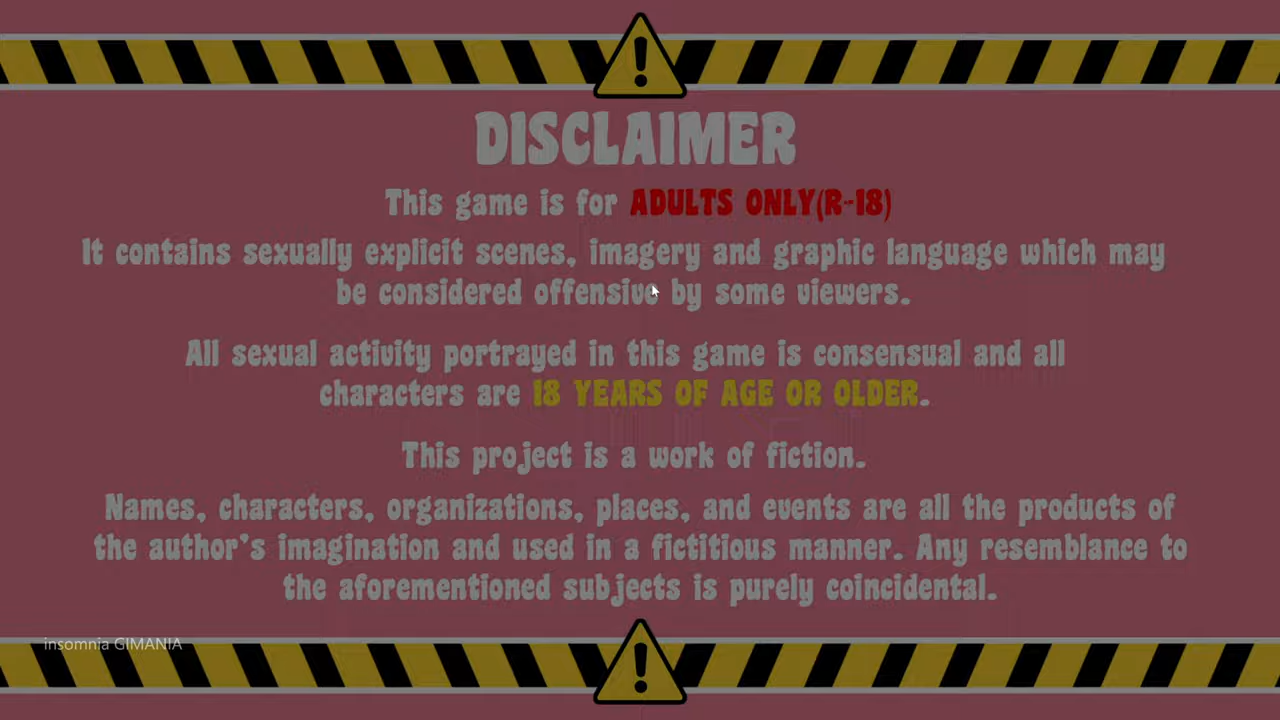 DISCLAIMER
This game is for ADULTS ONLY(R-18)
It contains sexually explicit scenes, imagery and graphic language which may
be considered offensive by some viewers.
All sexual activity portrayed in this game is consensual and all
characters are 18 YEARS OF AGE OR OLDER.
This project is a work of fiction.
Names, characters, organizations, places, and events are all the products of
the author's imagination and used in a fictitious manner. Any resemblance to
the aforementioned subjects is purely coincidental.
insomnia GIMANIA